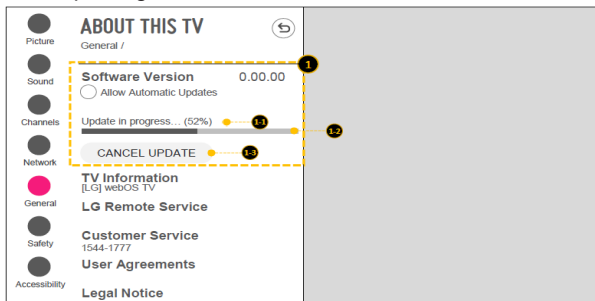 ABOUT THIS TV
General /
Picture
Sound
Channels
Network
General
Safety
Accessibility
1
Software Version 0.00.00
Allow Automatic Updates
Update in progress... (52%) 1-1
1-2
CANCEL UPDATE 1-3
TV Information
[LG] webOS TV
LG Remote Service
Customer Service
1544-1777
User Agreements
Legal Notice